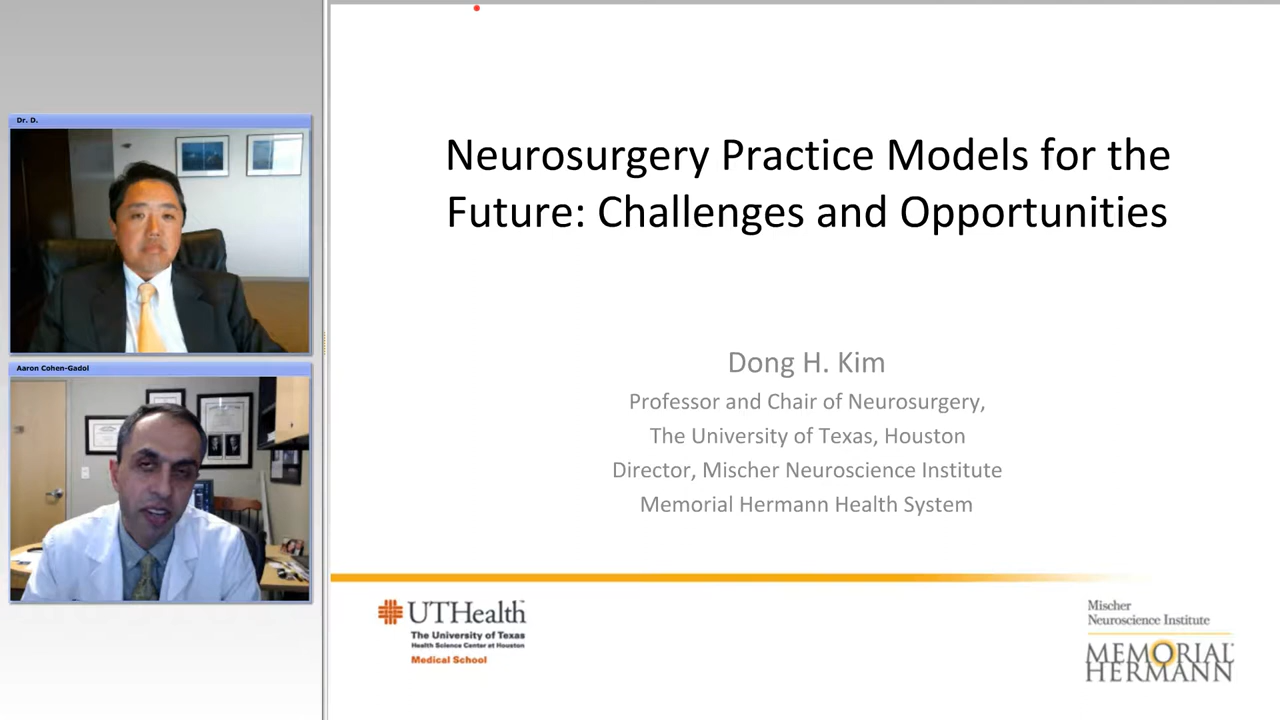 Dr. D.
Aaron Cohen-Gadol
Neurosurgery Practice Models for the
Future: Challenges and Opportunities
Dong H. Kim
Professor and Chair of Neurosurgery,
The University of Texas, Houston
Director, Mischer Neuroscience Institute
Memorial Hermann Health System
UTHealth
The University of Texas
Health Science Center at Houston
Medical School
Mischer
Neuroscience Institute
MEMORIAL
HERMANN